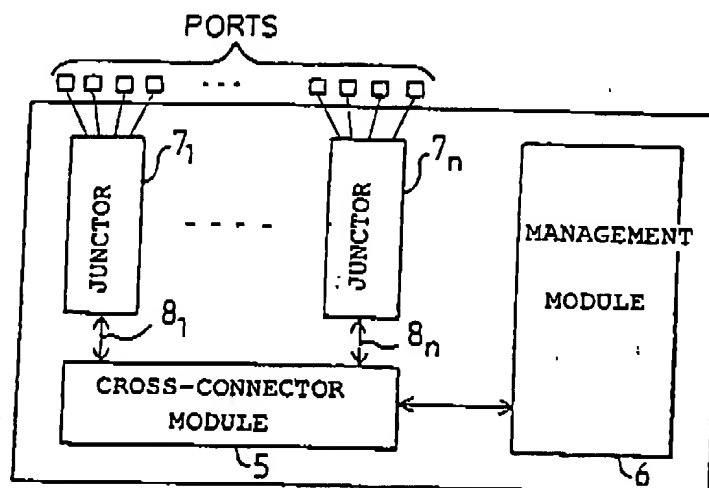 PORTS
7₁
7ₙ
JUNCTOR
JUNCTOR
MANAGEMENT
MODULE
8₁
8ₙ
CROSS-CONNECTOR
MODULE
5
6